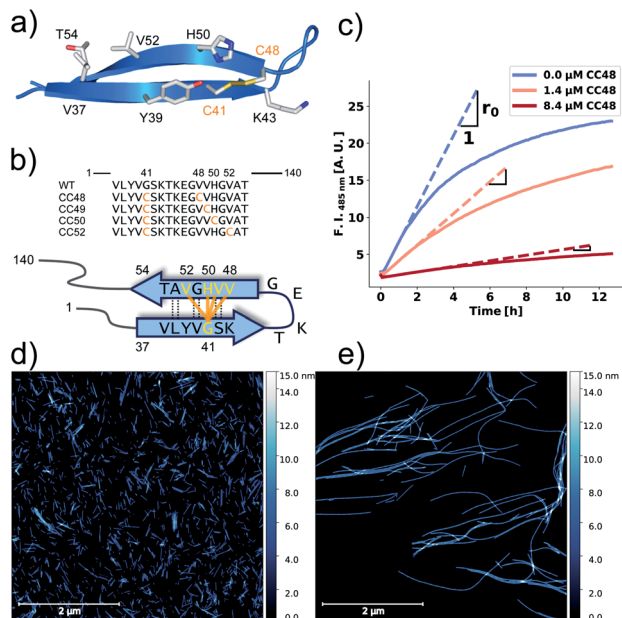 a)
T54
V52
H50
C48
V37
Y39
C41
K43
b)
1
41
48
50
52
140
WT VLYVGSKTKEGVVHGVAT
CC48 VLYVCSKTKEGCVHGVAT
CC49 VLYVCSKTKEGVCHGVAT
CC50 VLYVCSKTKEGVVCGVAT
CC52 VLYVCSKTKEGVVHGCAT
140
54
52
50
48
TAVGHVV
G
E
K
T
1
VLYVCSK
37
41
c)
0.0 µM CC48
1.4 µM CC48
8.4 µM CC48
r0
1
F. I. 485 nm [A. U.]
25
20
15
10
5
0
2
4
6
8
10
12
Time [h]
d)
15.0 nm
12.0
10.0
8.0
6.0
4.0
2.0
0.0
2 µm
e)
15.0 nm
12.0
10.0
8.0
6.0
4.0
2.0
0.0
2 µm